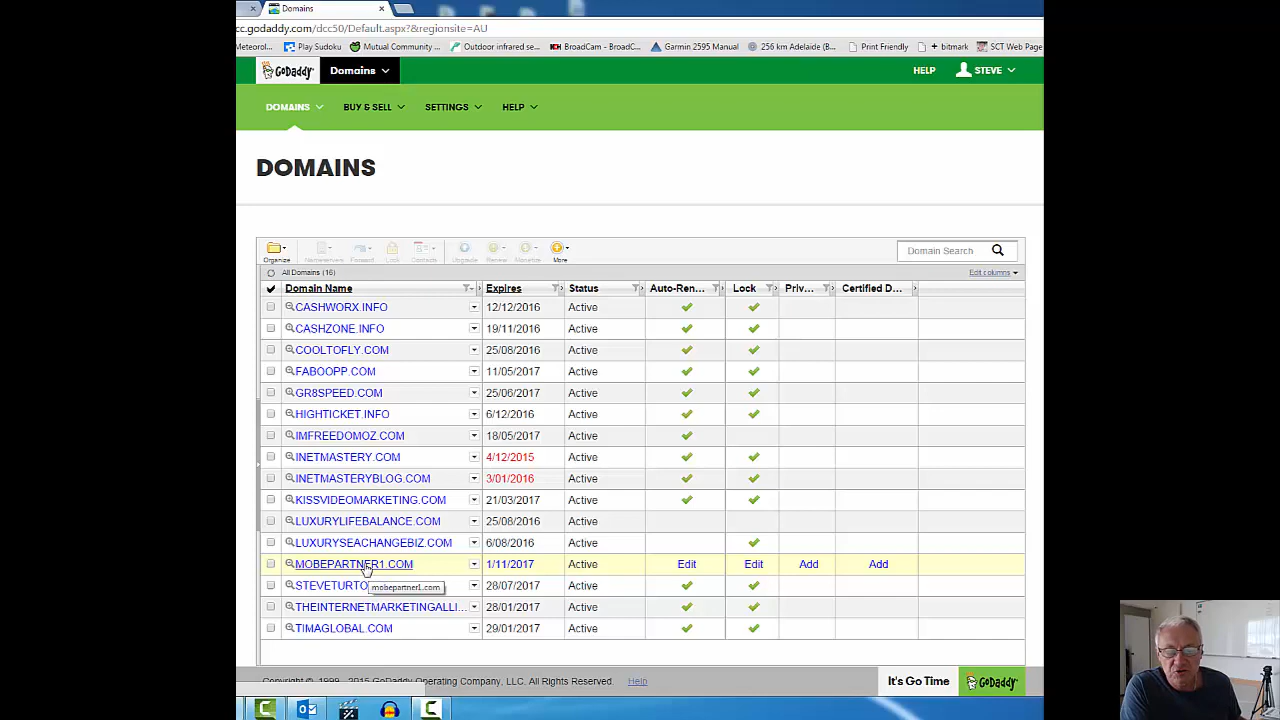 Domains
cc.godaddy.com/dcc50/Default.aspx?&regionsite=AU
Meteorol... Play Sudoku Mutual Community · Outdoor infrared se... BroadCam - BroadC... Garmin 2595 Manual 256 km Adelaide (B... Print Friendly + bitmark SCT Web Page
GoDaddy Domains HELP STEVE
DOMAINS BUY & SELL SETTINGS HELP
DOMAINS
Organize Nameservers Forward Lock Contacts Upgrade Renew Monetize More Domain Search
All Domains (16) Edit columns
Domain Name Expires Status Auto-Ren... Lock Priv... Certified D...
CASHWORX.INFO 12/12/2016 Active
CASHZONE.INFO 19/11/2016 Active
COOLTOFLY.COM 25/08/2016 Active
FABOOPP.COM 11/05/2017 Active
GR8SPEED.COM 25/06/2017 Active
HIGHTICKET.INFO 6/12/2016 Active
IMFREEDOMOZ.COM 18/05/2017 Active
INETMASTERY.COM 4/12/2015 Active
INETMASTERYBLOG.COM 3/01/2016 Active
KISSVIDEOMARKETING.COM 21/03/2017 Active
LUXURYLIFEBALANCE.COM 25/08/2016 Active
LUXURYSEACHANGEBIZ.COM 6/08/2016 Active
MOBEPARTNER1.COM 1/11/2017 Active Edit Edit Add Add
STEVETURTO 28/07/2017 Active
mobepartner1.com
THEINTERNETMARKETINGALLI... 28/01/2017 Active
TIMAGLOBAL.COM 29/01/2017 Active
Copyright © 1999 - 2015 GoDaddy Operating Company, LLC. All Rights Reserved. Help It's Go Time GoDaddy